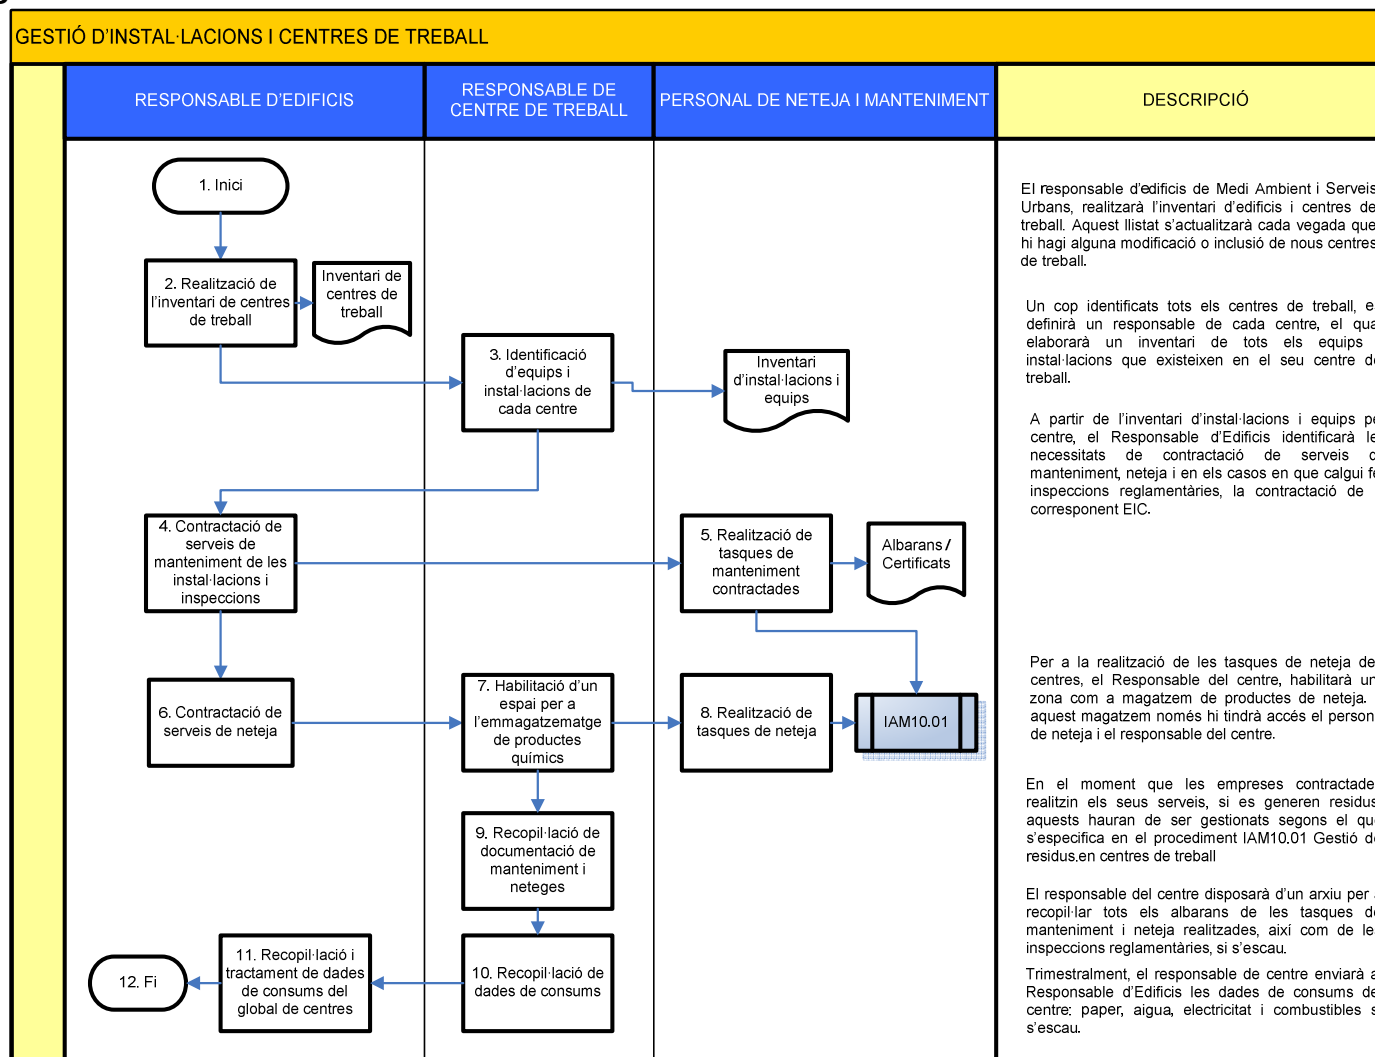 GESTIÓ D'INSTAL·LACIONS I CENTRES DE TREBALL
RESPONSABLE D'EDIFICIS
RESPONSABLE DE
CENTRE DE TREBALL
PERSONAL DE NETEJA I MANTENIMENT
DESCRIPCIÓ
1. Inici
2. Realització de
l'inventari de centres
de treball
Inventari de
centres de
treball
3. Identificació
d'equips i
instal·lacions de
cada centre
Inventari
d'instal·lacions i
equips
4. Contractació de
serveis de
manteniment de les
instal·lacions i
inspeccions
5. Realització de
tasques de
manteniment
contractades
Albarans /
Certificats
6. Contractació de
serveis de neteja
7. Habilitació d'un
espai per a
l'emmagatzematge
de productes
químics
8. Realització de
tasques de neteja
IAM10.01
9. Recopil·lació de
documentació de
manteniment i
neteges
10. Recopil·lació de
dades de consums
11. Recopil·lació i
tractament de dades
de consums del
global de centres
12. Fi
El responsable d'edificis de Medi Ambient i Serveis
Urbans, realitzarà l'inventari d'edificis i centres de
treball. Aquest llistat s'actualitzarà cada vegada que
hi hagi alguna modificació o inclusió de nous centres
de treball.
Un cop identificats tots els centres de treball,
definirà un responsable de cada centre, el
elaborarà un inventari de tots els equips
instal·lacions que existeixen en el seu centre
treball.
A partir de l'inventari d'instal·lacions i equips
centre, el Responsable d'Edificis identificarà
necessitats de contractació de serveis
manteniment, neteja i en els casos en que calgui
inspeccions reglamentàries, la contractació de
corresponent EIC.
Per a la realització de les tasques de neteja
centres, el Responsable del centre, habilitarà
zona com a magatzem de productes de neteja.
aquest magatzem només hi tindrà accés el
de neteja i el responsable del centre.
En el moment que les empreses
realitzin els seus serveis, si es generen residus
aquests hauran de ser gestionats segons el
s'especifica en el procediment IAM10.01 Gestió
residus.en centres de treball
El responsable del centre disposarà d'un arxiu per
recopil·lar tots els albarans de les tasques
manteniment i neteja realitzades, així com de
inspeccions reglamentàries, si s'escau.
Trimestralment, el responsable de centre enviarà
Responsable d'Edificis les dades de consums
centre: paper, aigua, electricitat i combustibles
s'escau.